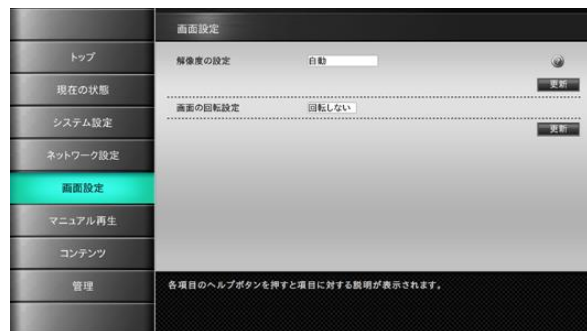 画面設定
トップ
現在の状態
システム設定
ネットワーク設定
画面設定
マニュアル再生
コンテンツ
管理
解像度の設定 自動
更新
画面の回転設定 回転しない
更新
各項目のヘルプボタンを押すと項目に対する説明が表示されます。